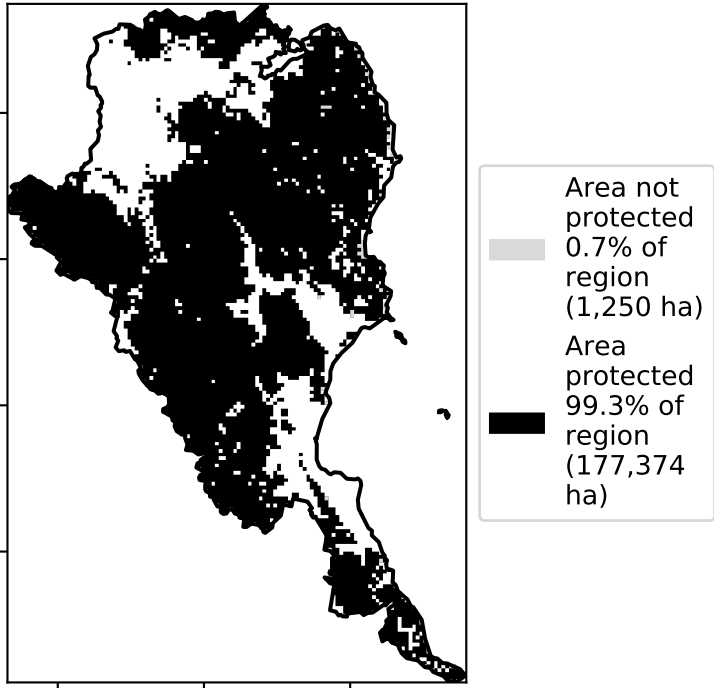 Area not
protected
0.7% of
region
(1,250 ha)
Area
protected
99.3% of
region
(177,374
ha)